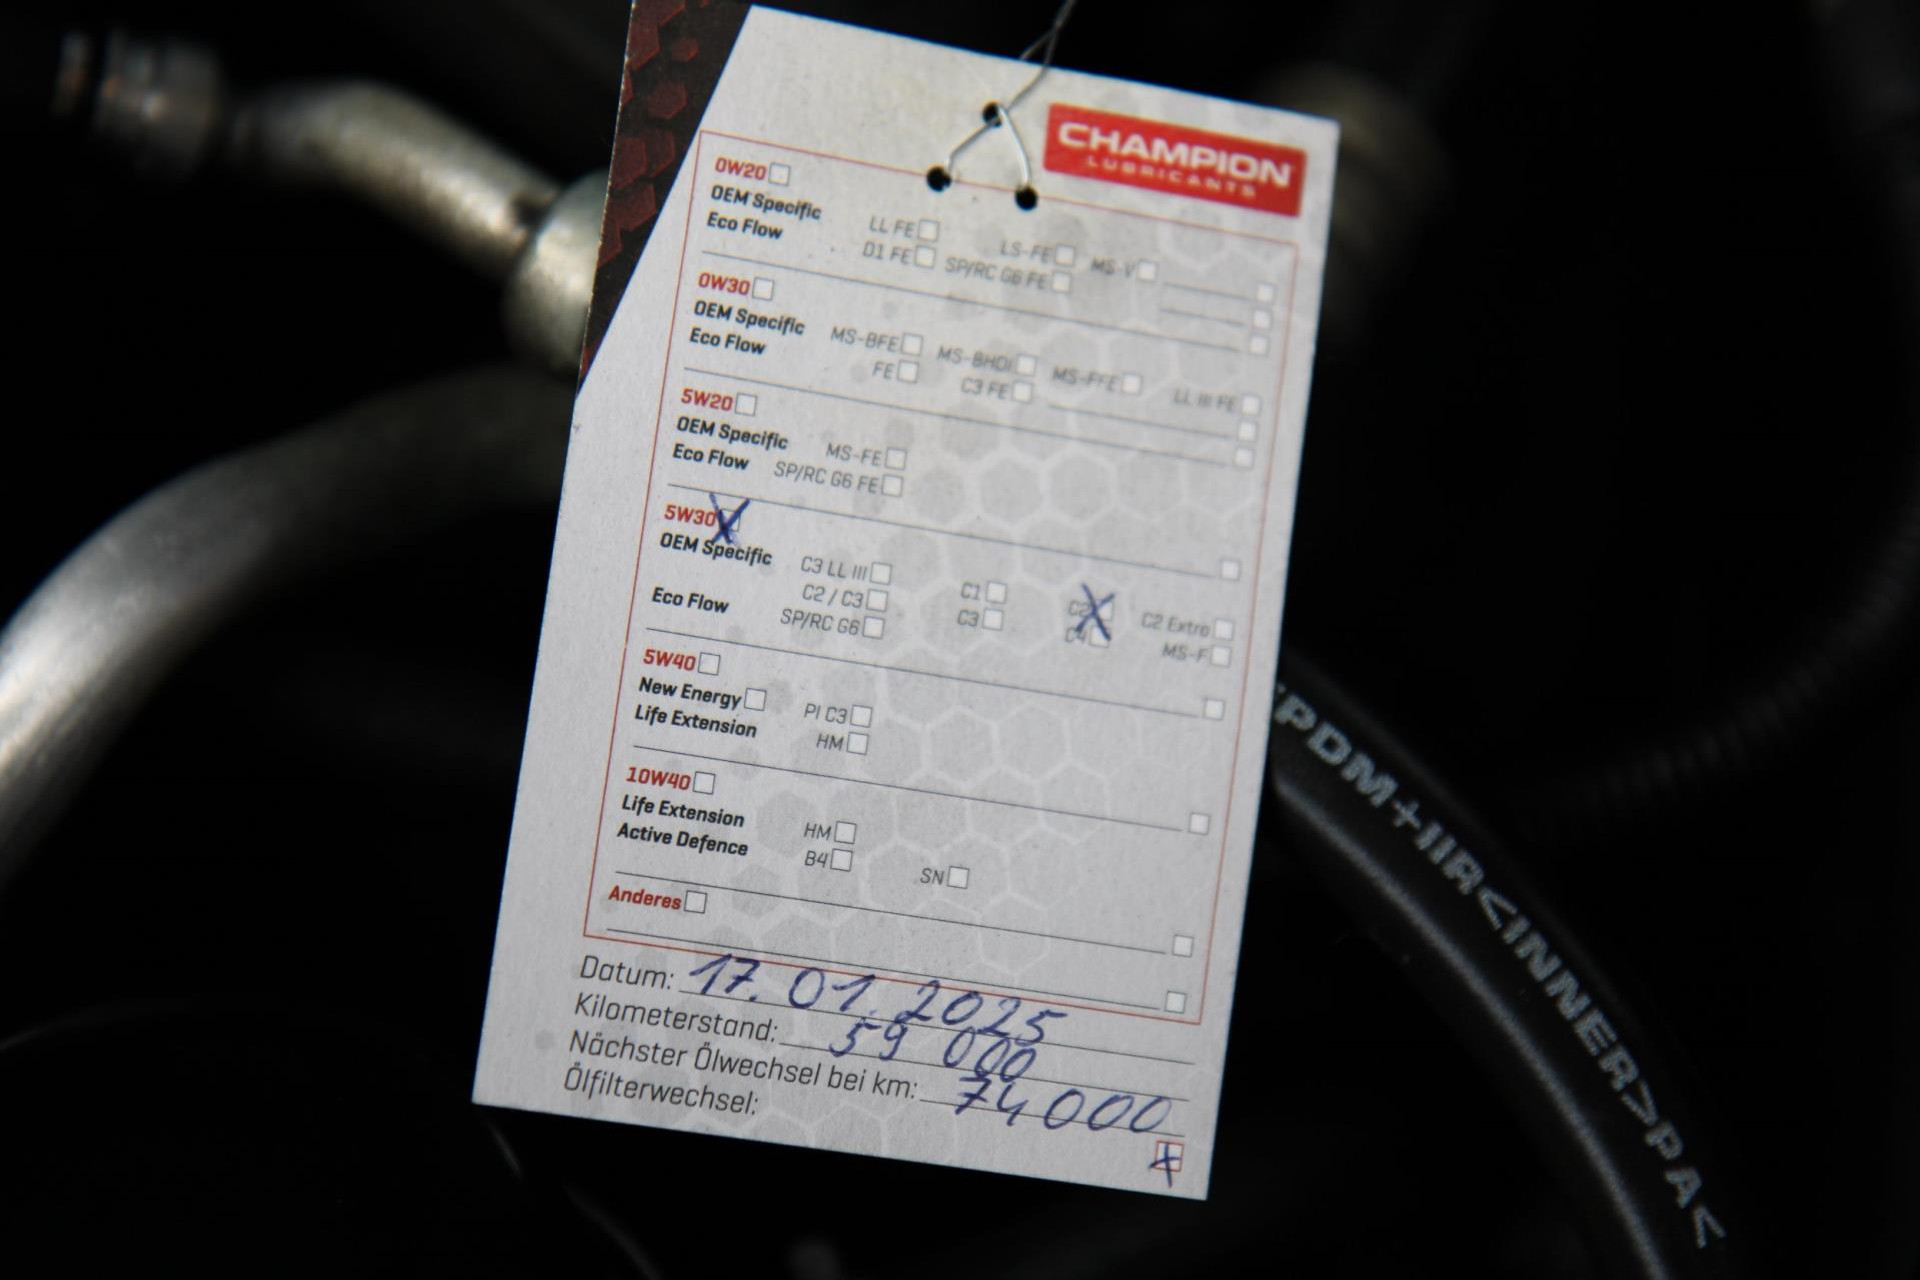 CHAMPION
LUBRICANTS
0W20
OEM Specific LL FE LS-FE MS-V
Eco Flow D1 FE SP/RC G6 FE
0W30
OEM Specific MS-BFE MS-BHDI MS-FFE LL III FE
Eco Flow FE C3 FE
5W20
OEM Specific MS-FE
Eco Flow SP/RC G6 FE
5W30 X
OEM Specific C3 LL III C1 C2 X C2 Extra
C2 / C3 C3 C4 MS-F
Eco Flow SP/RC G6
5W40
New Energy PI C3
Life Extension HM
10W40
Life Extension HM
Active Defence B4 SN
Anderes
Datum: 17.01.2025
Kilometerstand: 59 000
Nächster Ölwechsel bei km: 74000
Ölfilterwechsel: X
EPDM+IIR<INNER>PA<